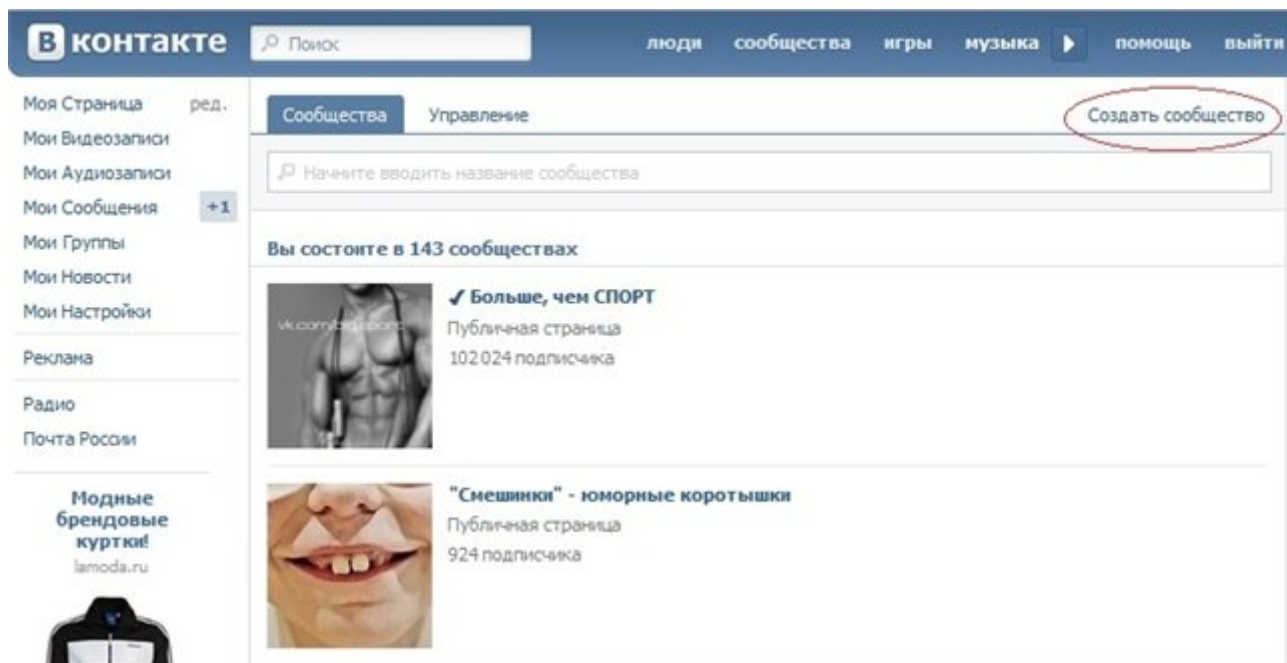 В контакте
Поиск
люди сообщества игры музыка помощь выйти
Моя Страница ред.
Мои Видеозаписи
Мои Аудиозаписи
Мои Сообщения +1
Мои Группы
Мои Новости
Мои Настройки
Реклама
Радио
Почта России
Модные
брендовые
куртки!
lamoda.ru
Сообщества Управление Создать сообщество
Начните вводить название сообщества
Вы состоите в 143 сообществах
✓ Больше, чем СПОРТ
Публичная страница
102 024 подписчика
"Смешинки" - юморные коротышки
Публичная страница
924 подписчика